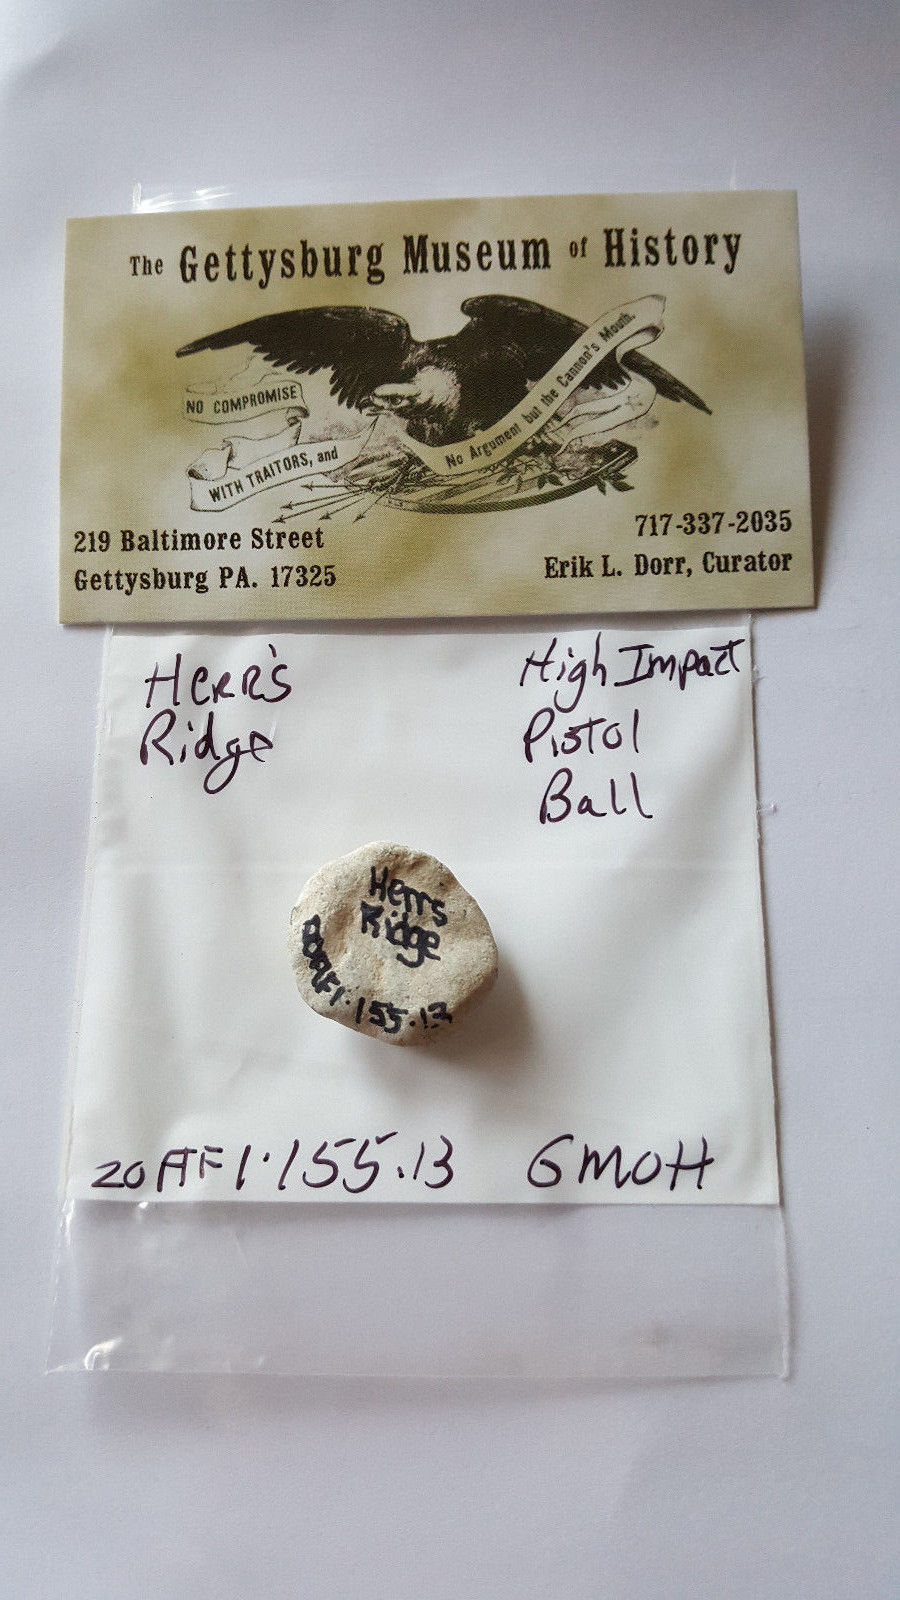 The Gettysburg Museum of History
NO COMPROMISE
WITH TRAITORS, and
No Argument but the Cannon's Mouth.
219 Baltimore Street
Gettysburg PA. 17325
717-337-2035
Erik L. Dorr, Curator
Herr's
Ridge
High Impact
Pistol
Ball
Herrs
Ridge
155.13
20AF1.155.13 GMOH